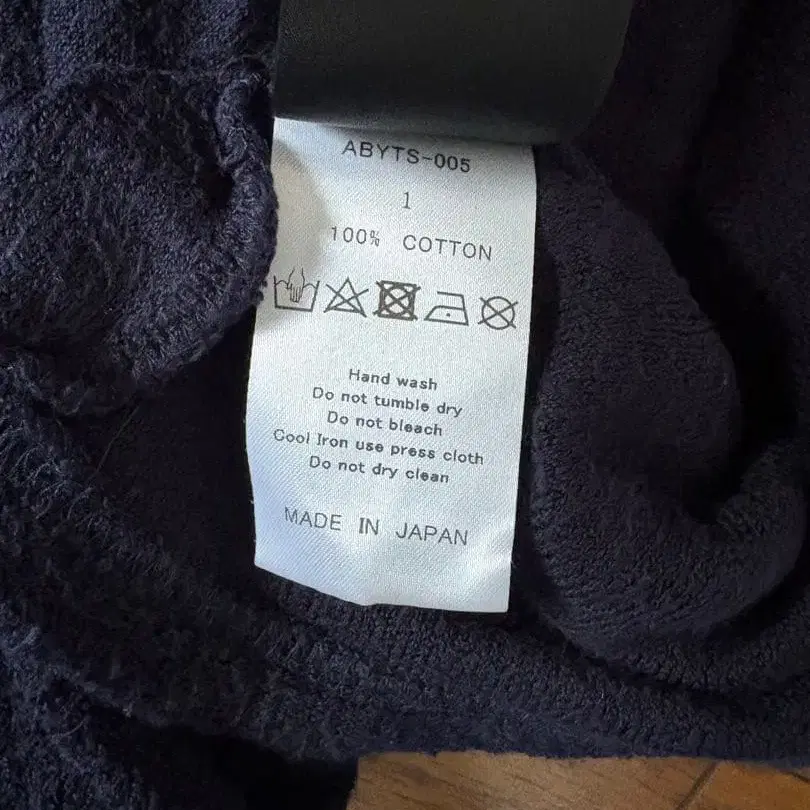 ABYTS-005
1
100% COTTON
Hand wash
Do not tumble dry
Do not bleach
Cool Iron use press cloth
Do not dry clean
MADE IN JAPAN